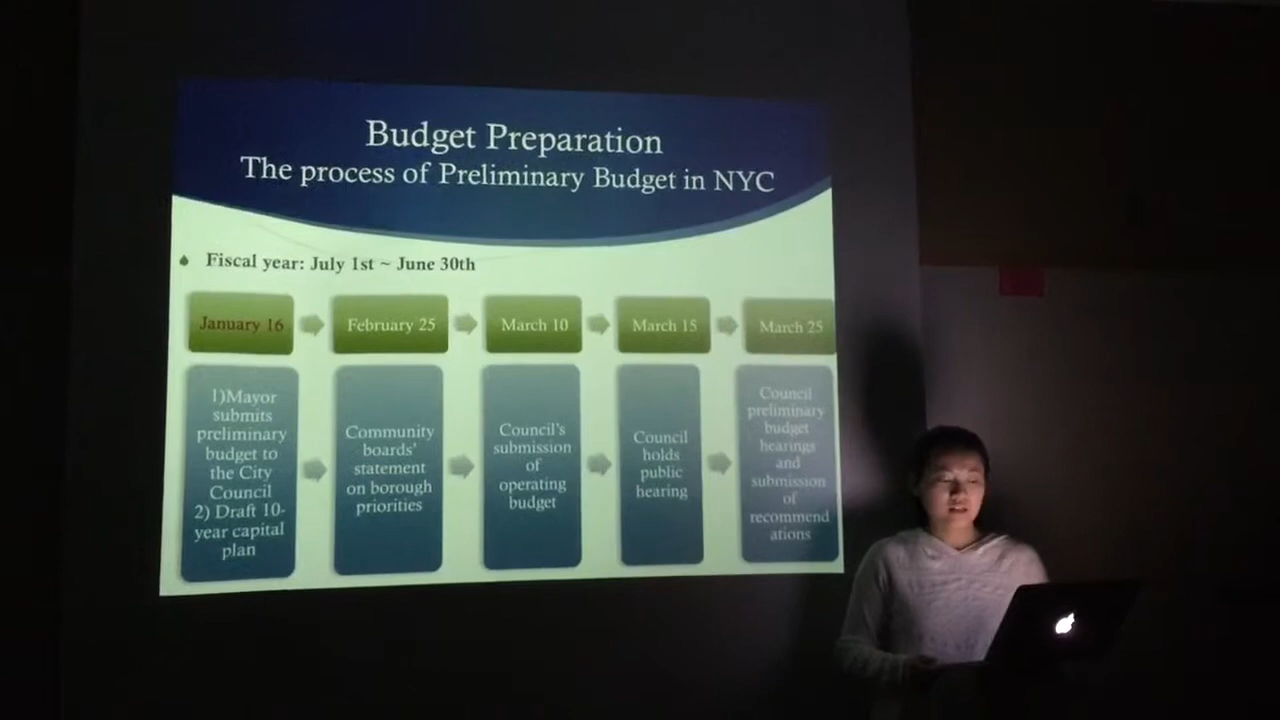 Budget Preparation
The process of Preliminary Budget in NYC
Fiscal year: July 1st ~ June 30th
January 16
February 25
March 10
March 15
March 25
1)Mayor
submits
preliminary
budget to
the City
Council
2) Draft 10-
year capital
plan
Community
boards'
statement
on borough
priorities
Council's
submission
of
operating
budget
Council
holds
public
hearing
Council
preliminary
budget
hearings
and
submission
of
recommend
ations